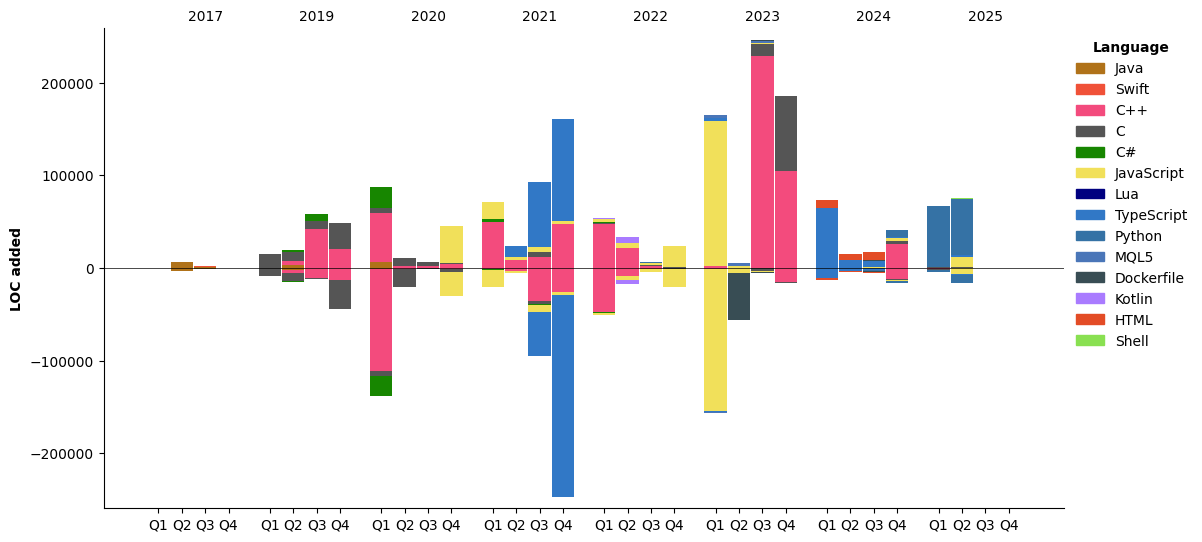 2017 2019 2020 2021 2022 2023 2024 2025
LOC added
200000
100000
0
−100000
−200000
Q1 Q2 Q3 Q4 Q1 Q2 Q3 Q4 Q1 Q2 Q3 Q4 Q1 Q2 Q3 Q4 Q1 Q2 Q3 Q4 Q1 Q2 Q3 Q4 Q1 Q2 Q3 Q4 Q1 Q2 Q3 Q4
Language
Java
Swift
C++
C
C#
JavaScript
Lua
TypeScript
Python
MQL5
Dockerfile
Kotlin
HTML
Shell